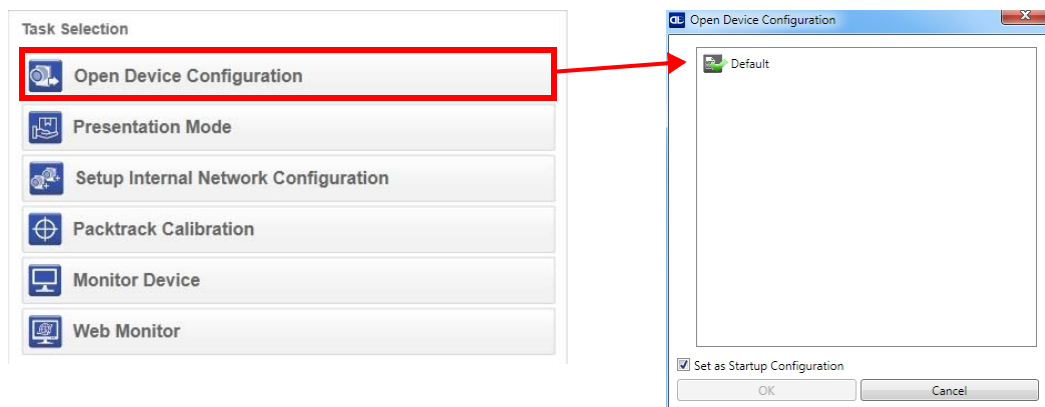 Task Selection
Open Device Configuration
Presentation Mode
Setup Internal Network Configuration
Packtrack Calibration
Monitor Device
Web Monitor
Open Device Configuration
Default
Set as Startup Configuration
OK
Cancel